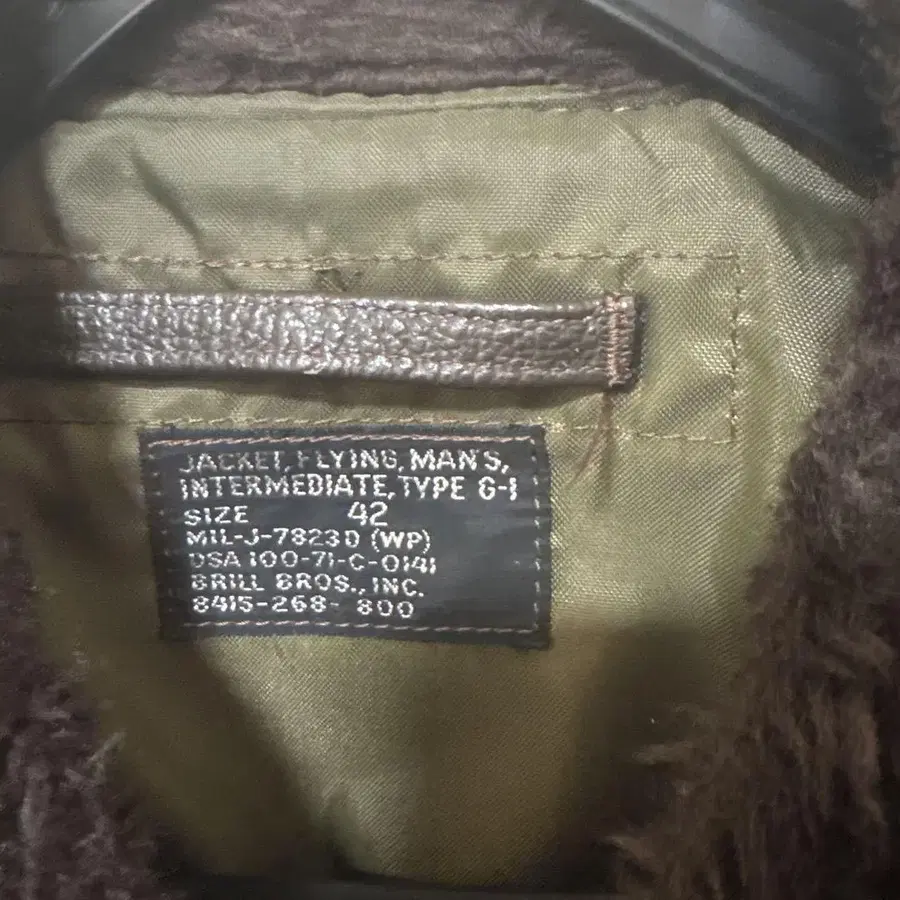 JACKET, FLYING, MAN'S,
INTERMEDIATE, TYPE G-1
SIZE 42
MIL-J-7823D (WP)
DSA 100-71-C-0141
BRILL BROS., INC.
8415-268- 800